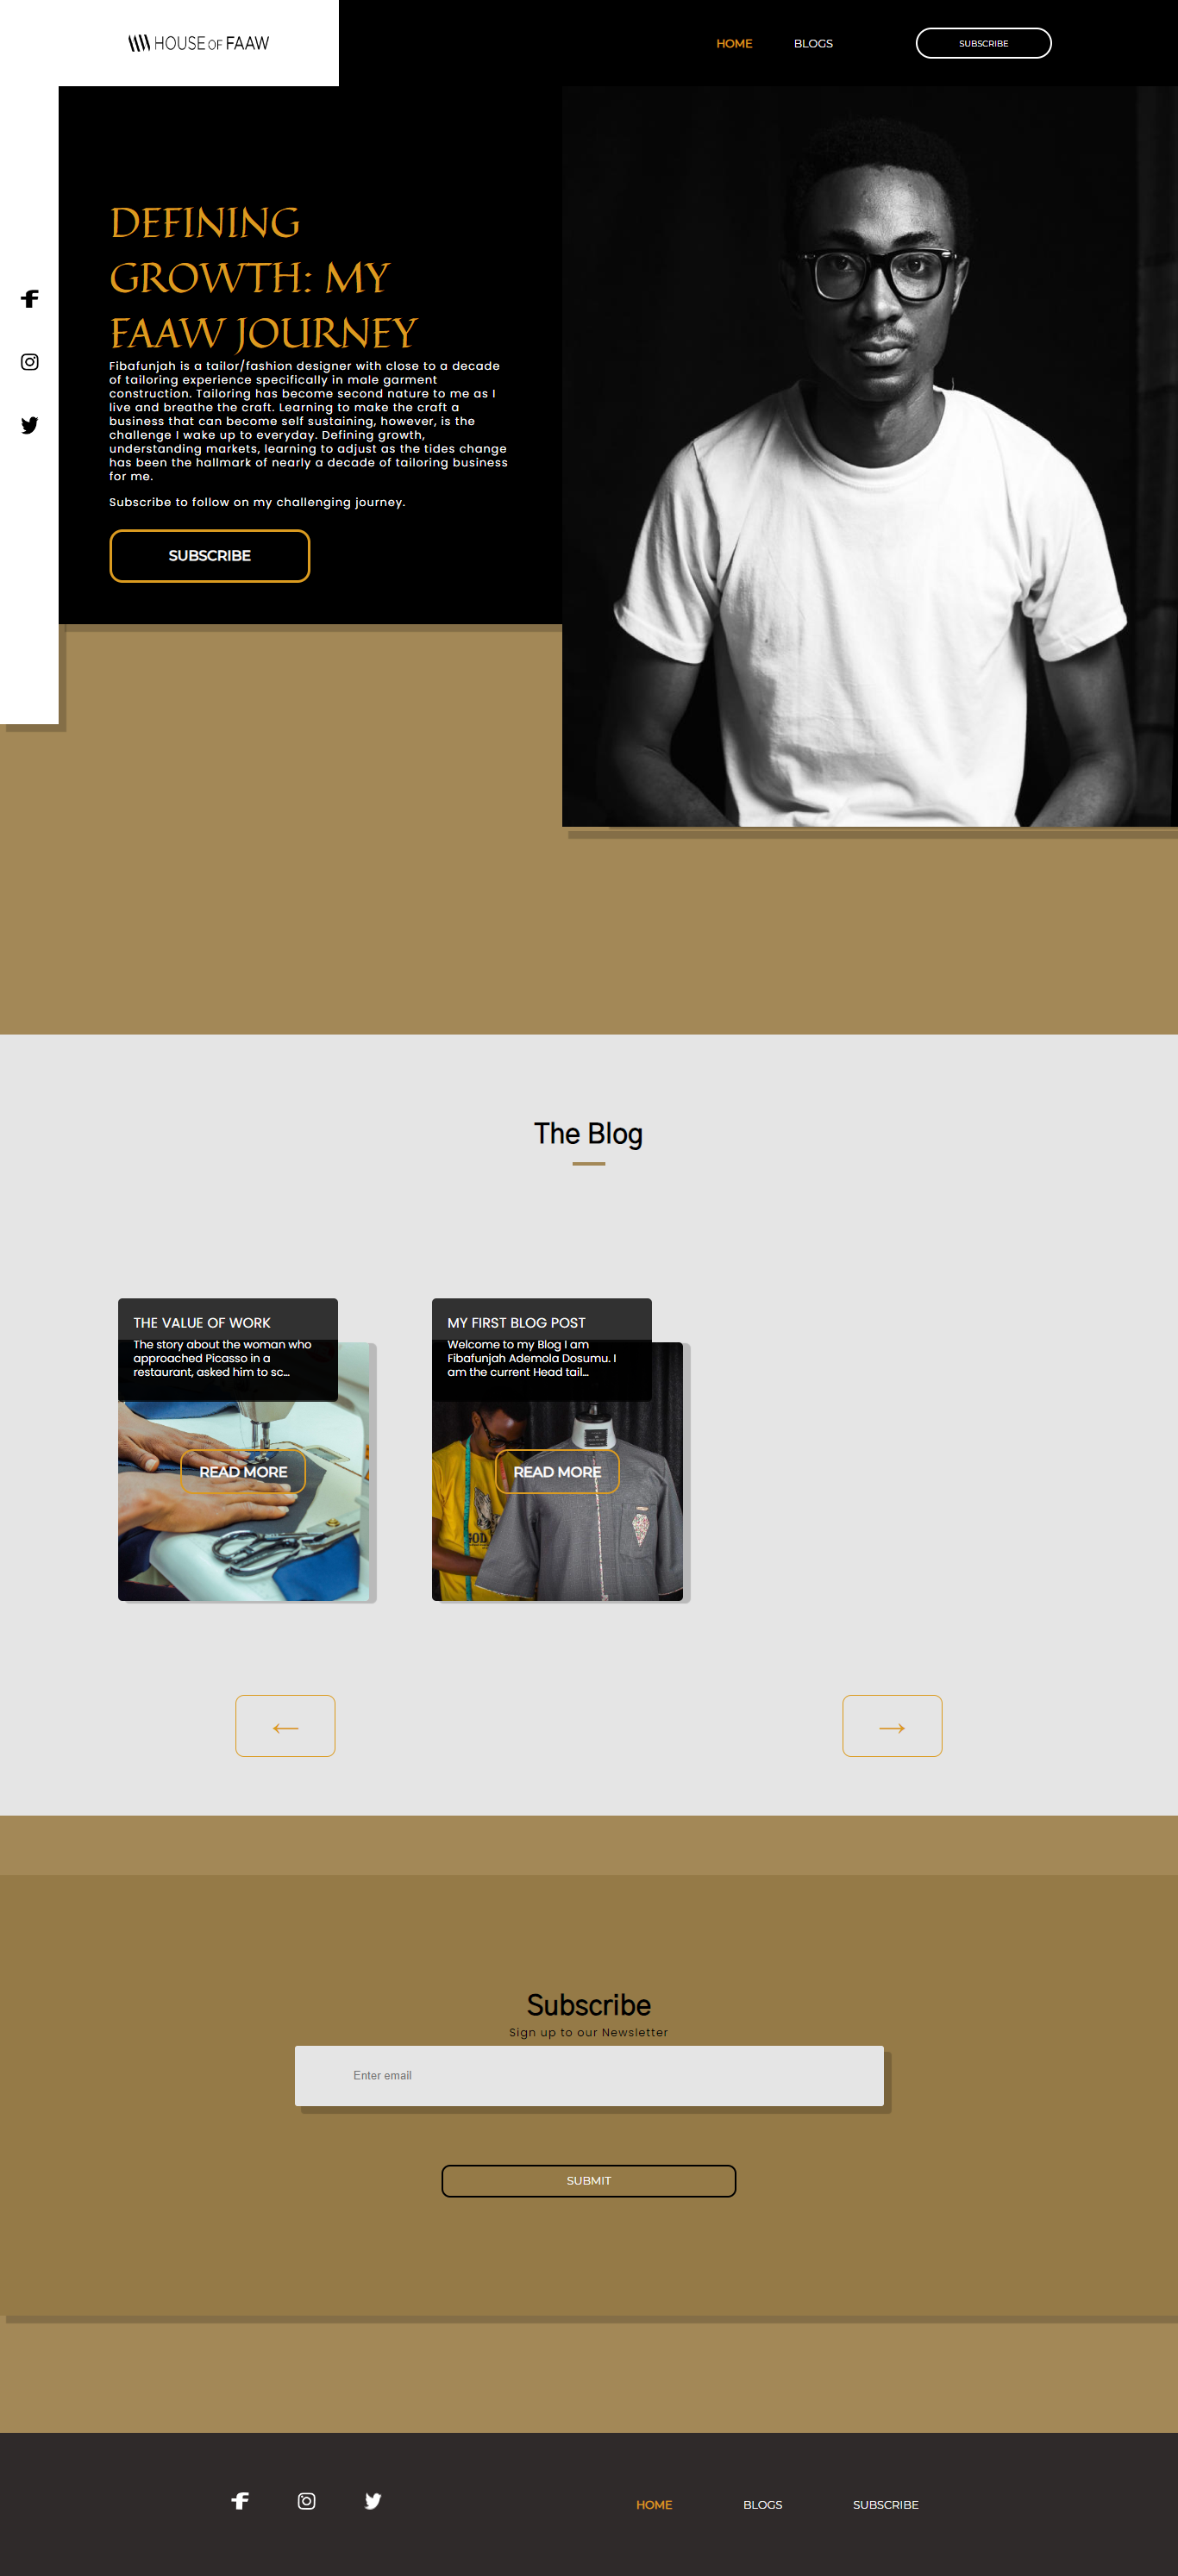 HOUSE OF FAAW
HOME
BLOGS
SUBSCRIBE
DEFINING
GROWTH: MY
FAAW JOURNEY
Fibafunjah is a tailor/fashion designer with close to a decade
of tailoring experience specifically in male garment
construction. Tailoring has become second nature to me as I
live and breathe the craft. Learning to make the craft a
business that can become self sustaining, however, is the
challenge I wake up to everyday. Defining growth,
understanding markets, learning to adjust as the tides change
has been the hallmark of nearly a decade of tailoring business
for me.
Subscribe to follow on my challenging journey.
SUBSCRIBE
The Blog
THE VALUE OF WORK
The story about the woman who
approached Picasso in a
restaurant, asked him to sc...
READ MORE
MY FIRST BLOG POST
Welcome to my Blog I am
Fibafunjah Ademola Dosumu. I
am the current Head tail...
GOD
READ MORE
←
→
Subscribe
Sign up to our Newsletter
Enter email
SUBMIT
HOME
BLOGS
SUBSCRIBE